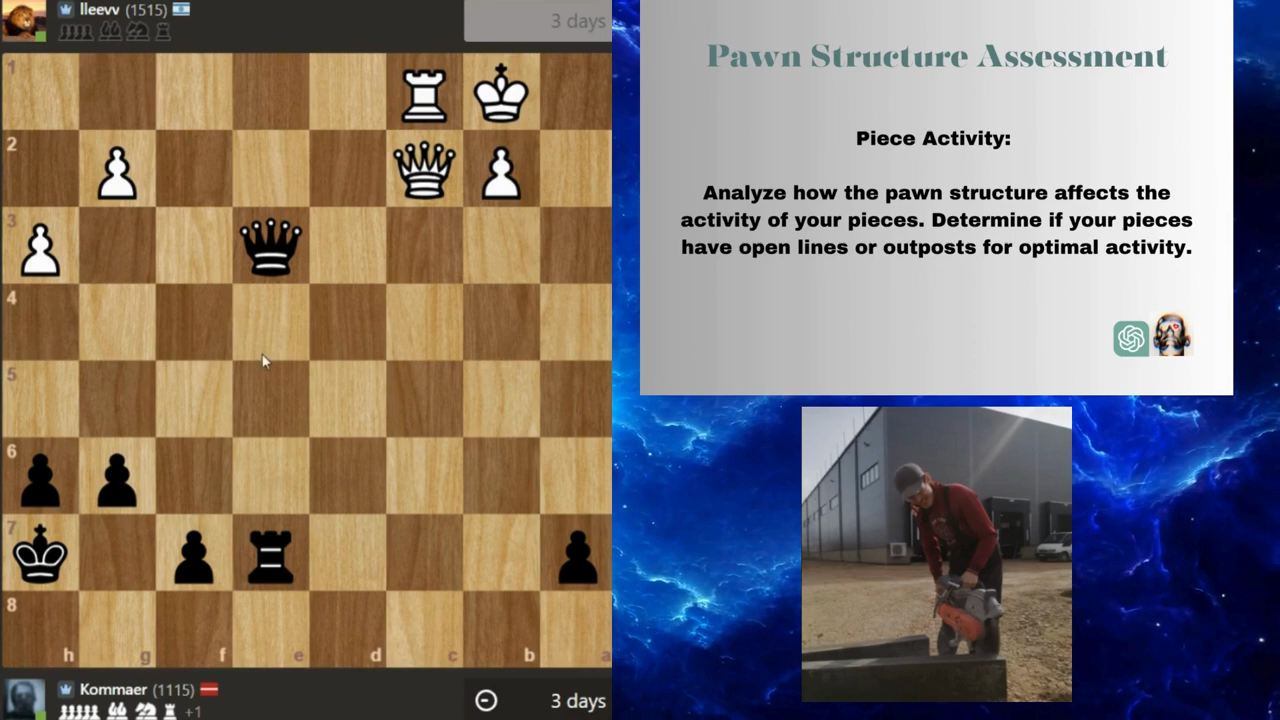 lleevv (1515)
3 days
1
2
3
4
5
6
7
8
h g f e d c b a
Kommaer (1115)
+1
3 days
Pawn Structure Assessment
Piece Activity:
Analyze how the pawn structure affects the
activity of your pieces. Determine if your pieces
have open lines or outposts for optimal activity.